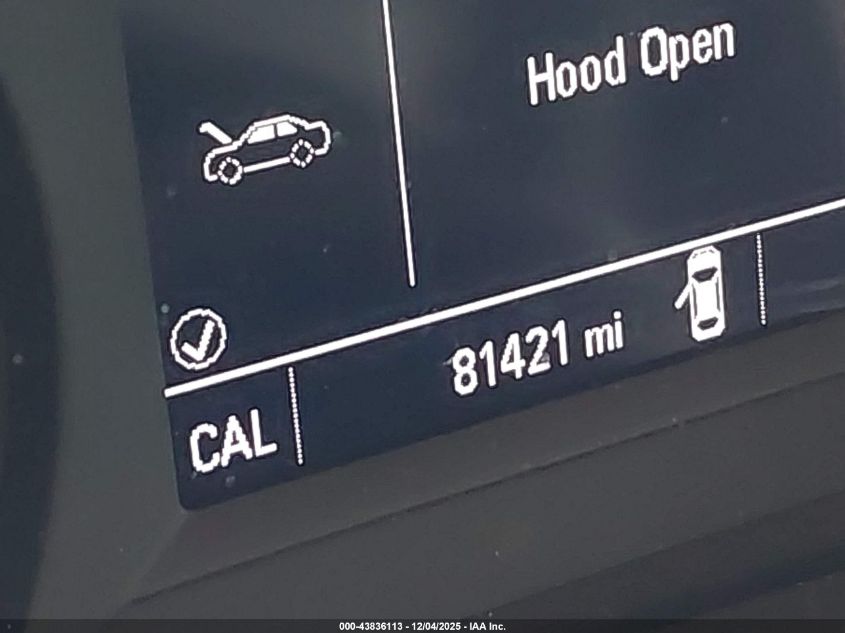 Hood Open
81421 mi
CAL
000-43836113 - 12/04/2025 - IAA Inc.